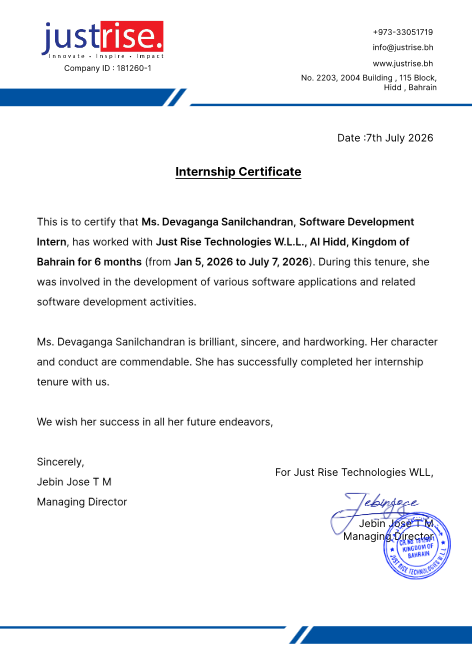 justrise.
Innovate • Inspire • Impact
Company ID : 181260-1
+973-33051719
info@justrise.bh
www.justrise.bh
No. 2203, 2004 Building , 115 Block,
Hidd , Bahrain
Date :7th July 2026
Internship Certificate
This is to certify that Ms. Devaganga Sanilchandran, Software Development
Intern, has worked with Just Rise Technologies W.L.L., Al Hidd, Kingdom of
Bahrain for 6 months (from Jan 5, 2026 to July 7, 2026). During this tenure, she
was involved in the development of various software applications and related
software development activities.
Ms. Devaganga Sanilchandran is brilliant, sincere, and hardworking. Her character
and conduct are commendable. She has successfully completed her internship
tenure with us.
We wish her success in all her future endeavors,
Sincerely,
Jebin Jose T M
Managing Director
For Just Rise Technologies WLL,
Jebinjose
Jebin Jose T M
Managing Director
KINGDOM OF
BAHRAIN
JUST RISE TECHNOLOGIES W.L.L